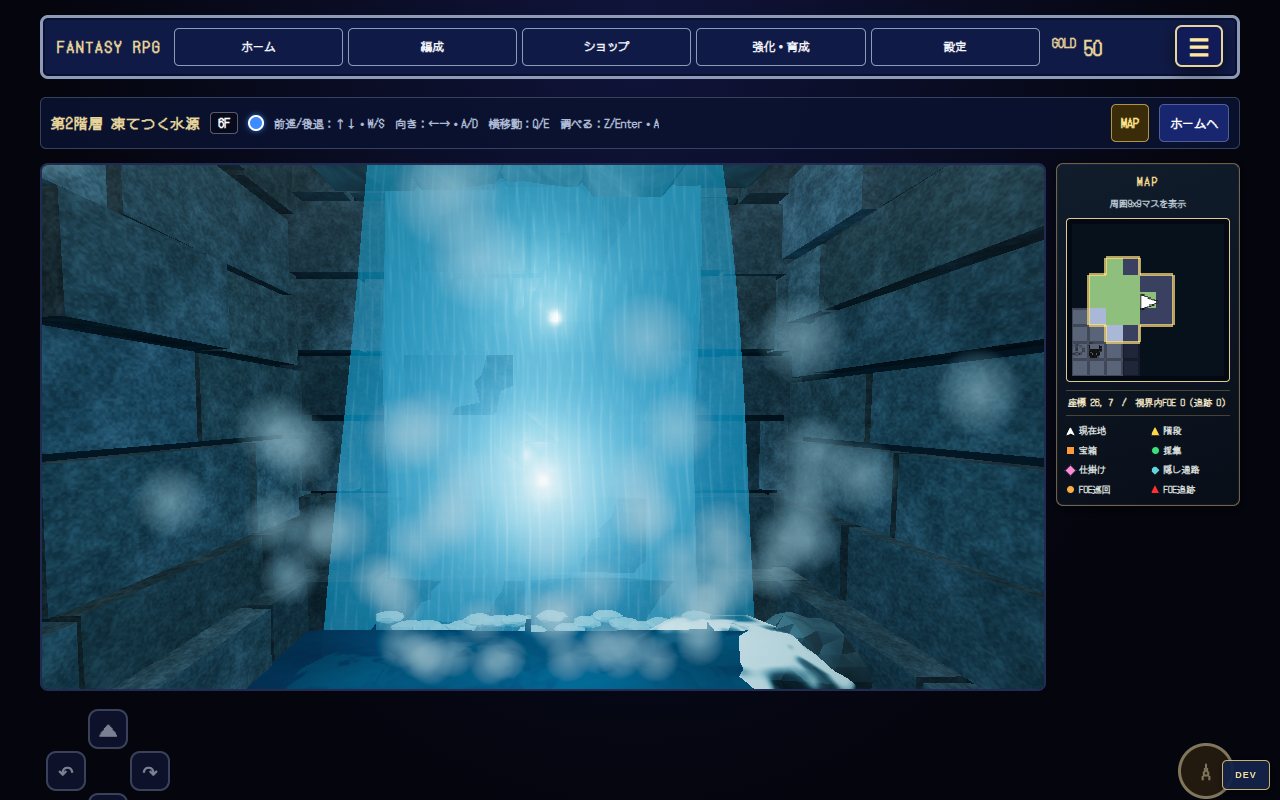 FANTASY RPG
ホーム
編成
ショップ
強化・育成
設定
GOLD 50
第2階層 凍てつく水源
6F
前進/後退：↑↓・W/S 向き：←→・A/D 横移動：Q/E 調べる：Z/Enter・A
MAP
ホームへ
MAP
周囲9x9マスを表示
座標 26, 7 / 視界内FOE 0（追跡 0）
現在地
階段
宝箱
採集
仕掛け
隠し通路
FOE巡回
FOE追跡
A
DEV